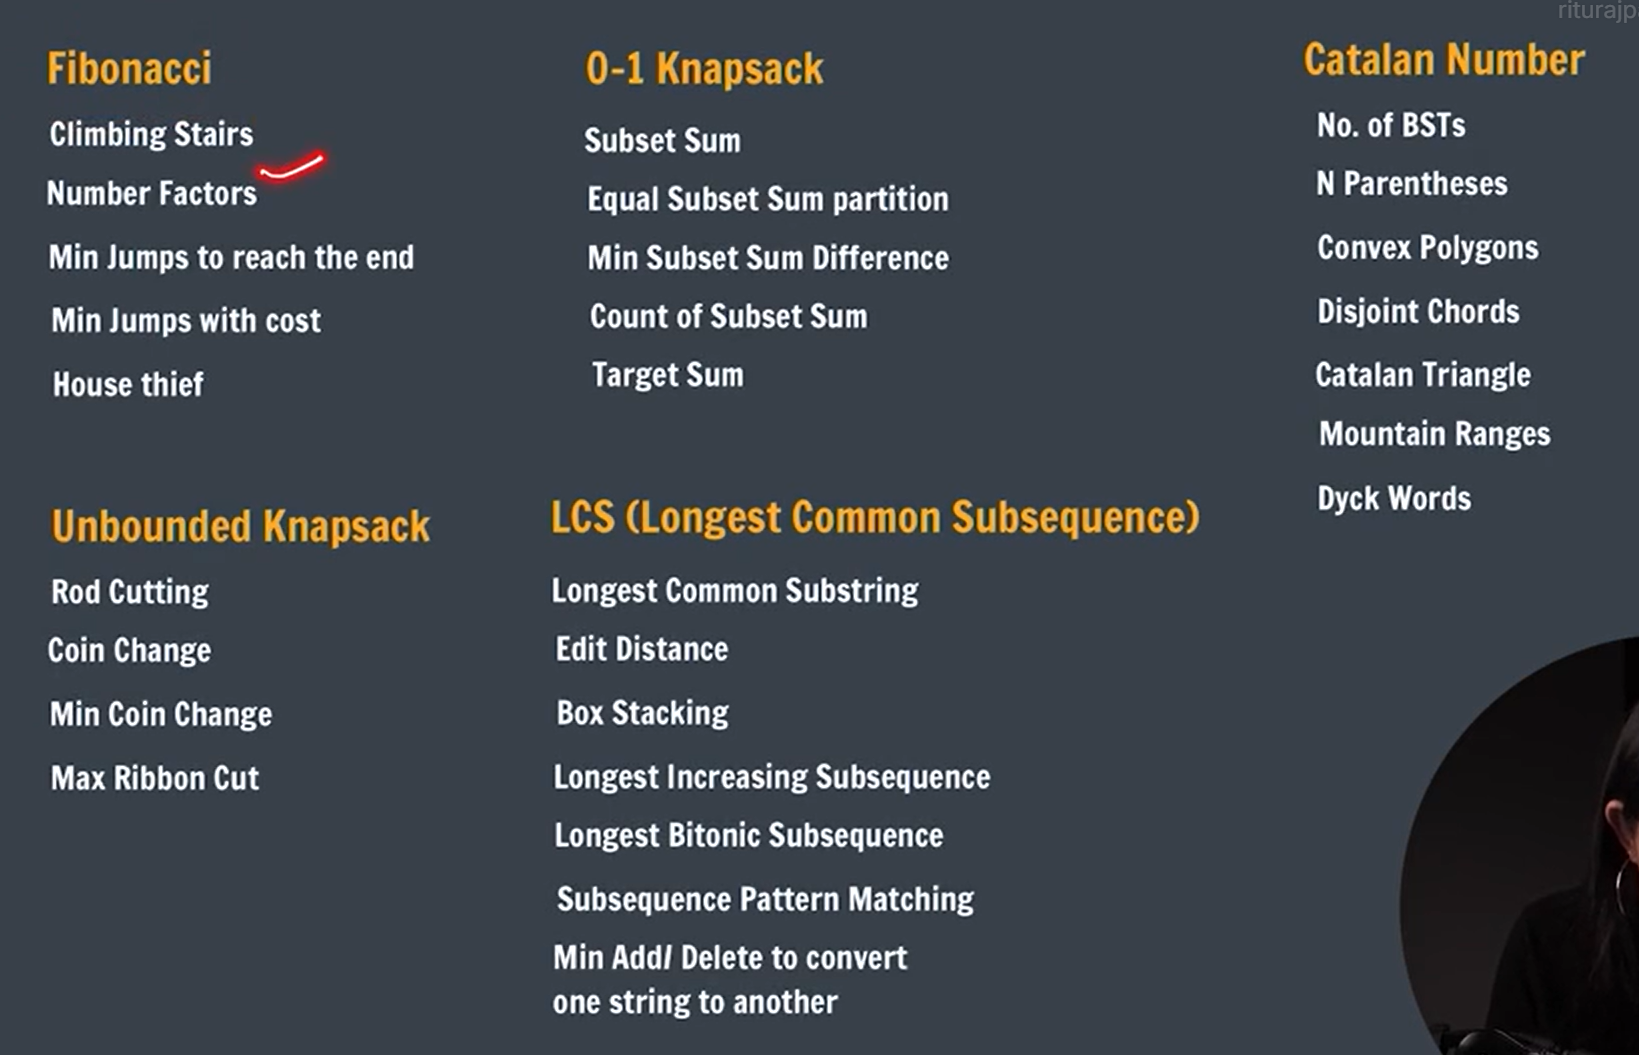 riturajp
Fibonacci
Climbing Stairs
Number Factors
Min Jumps to reach the end
Min Jumps with cost
House thief
0-1 Knapsack
Subset Sum
Equal Subset Sum partition
Min Subset Sum Difference
Count of Subset Sum
Target Sum
Catalan Number
No. of BSTs
N Parentheses
Convex Polygons
Disjoint Chords
Catalan Triangle
Mountain Ranges
Dyck Words
Unbounded Knapsack
Rod Cutting
Coin Change
Min Coin Change
Max Ribbon Cut
LCS (Longest Common Subsequence)
Longest Common Substring
Edit Distance
Box Stacking
Longest Increasing Subsequence
Longest Bitonic Subsequence
Subsequence Pattern Matching
Min Add/ Delete to convert
one string to another